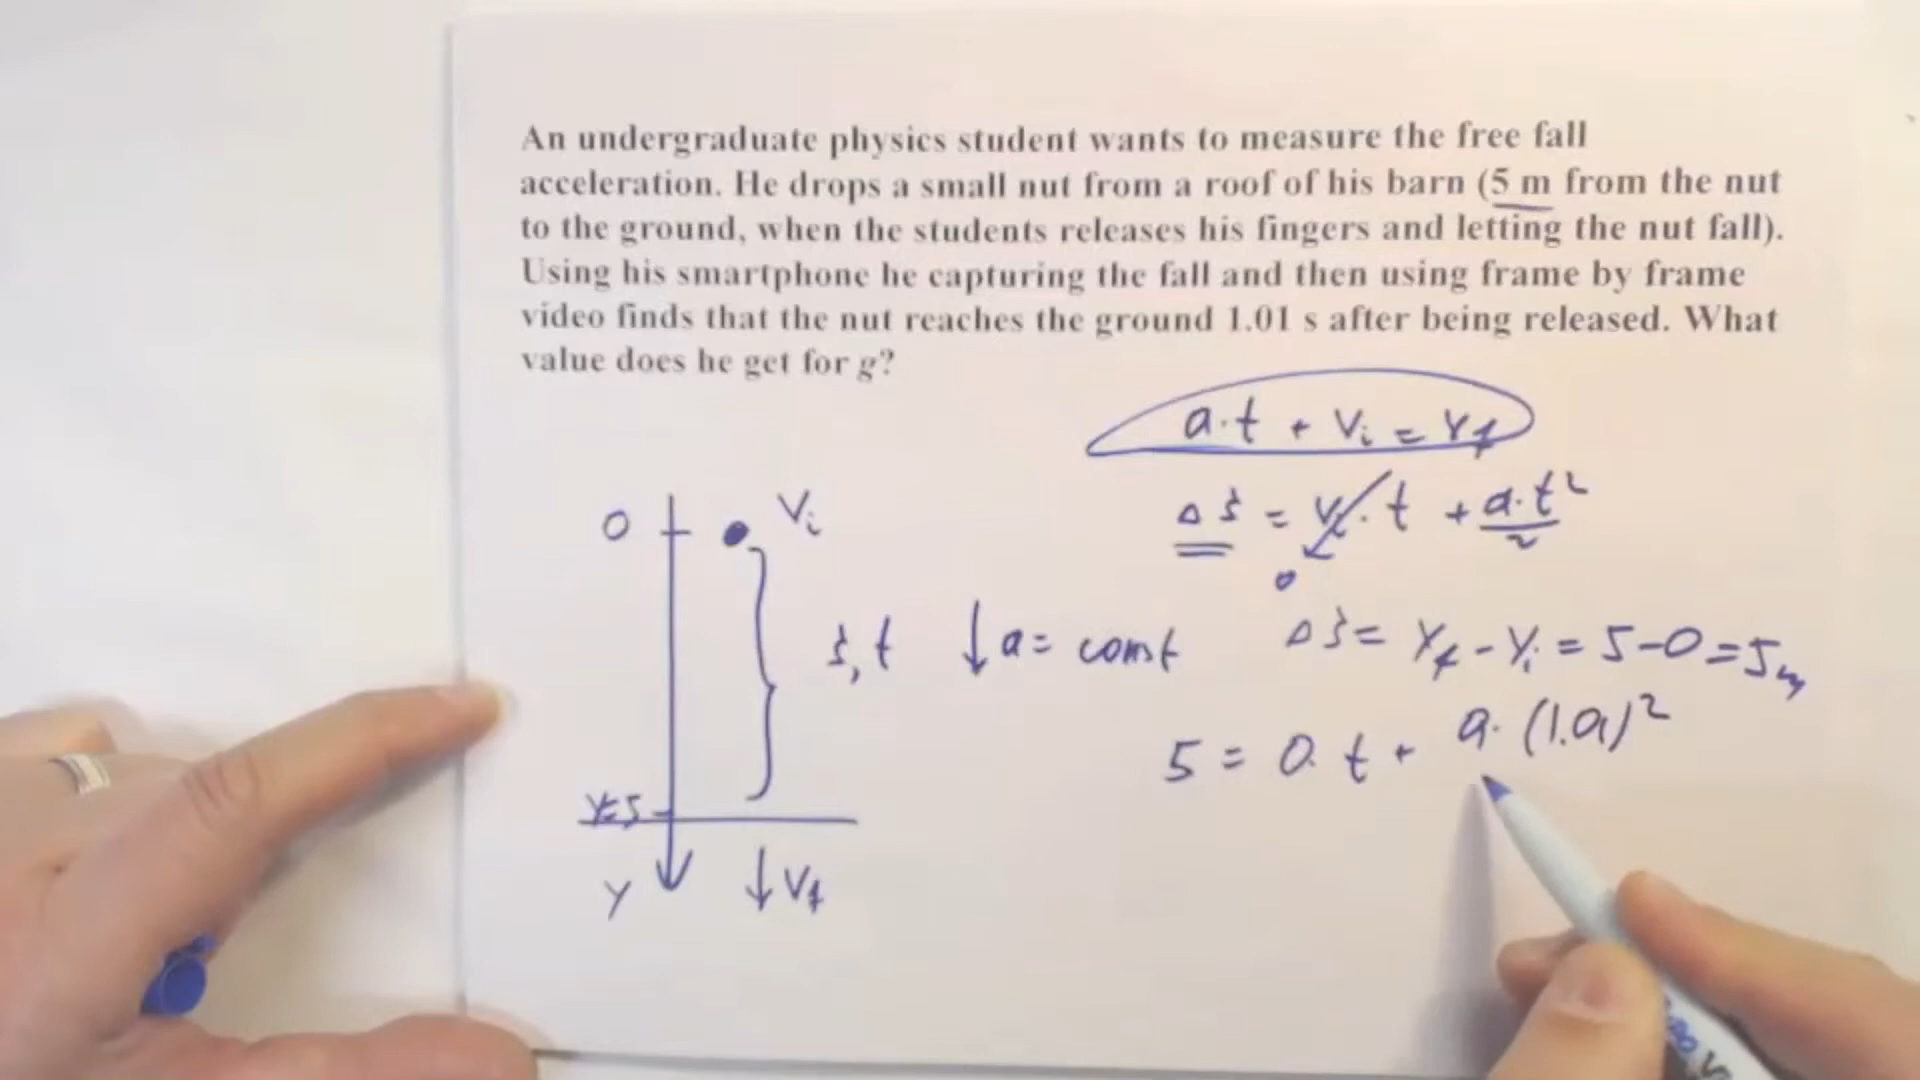 An undergraduate physics student wants to measure the free fall
acceleration. He drops a small nut from a roof of his barn (5 m from the nut
to the ground, when the students releases his fingers and letting the nut fall).
Using his smartphone he capturing the fall and then using frame by frame
video finds that the nut reaches the ground 1.01 s after being released. What
value does he get for g?
a·t + Vi = Vf
ΔS = Vi·t + a·t²/2
0
0 Vi
S, t ↓ a = const
ΔS = Yf - Yi = 5-0 = 5m
5 = 0·t + a·(1.01)²
Y=5
Y ↓ Vf